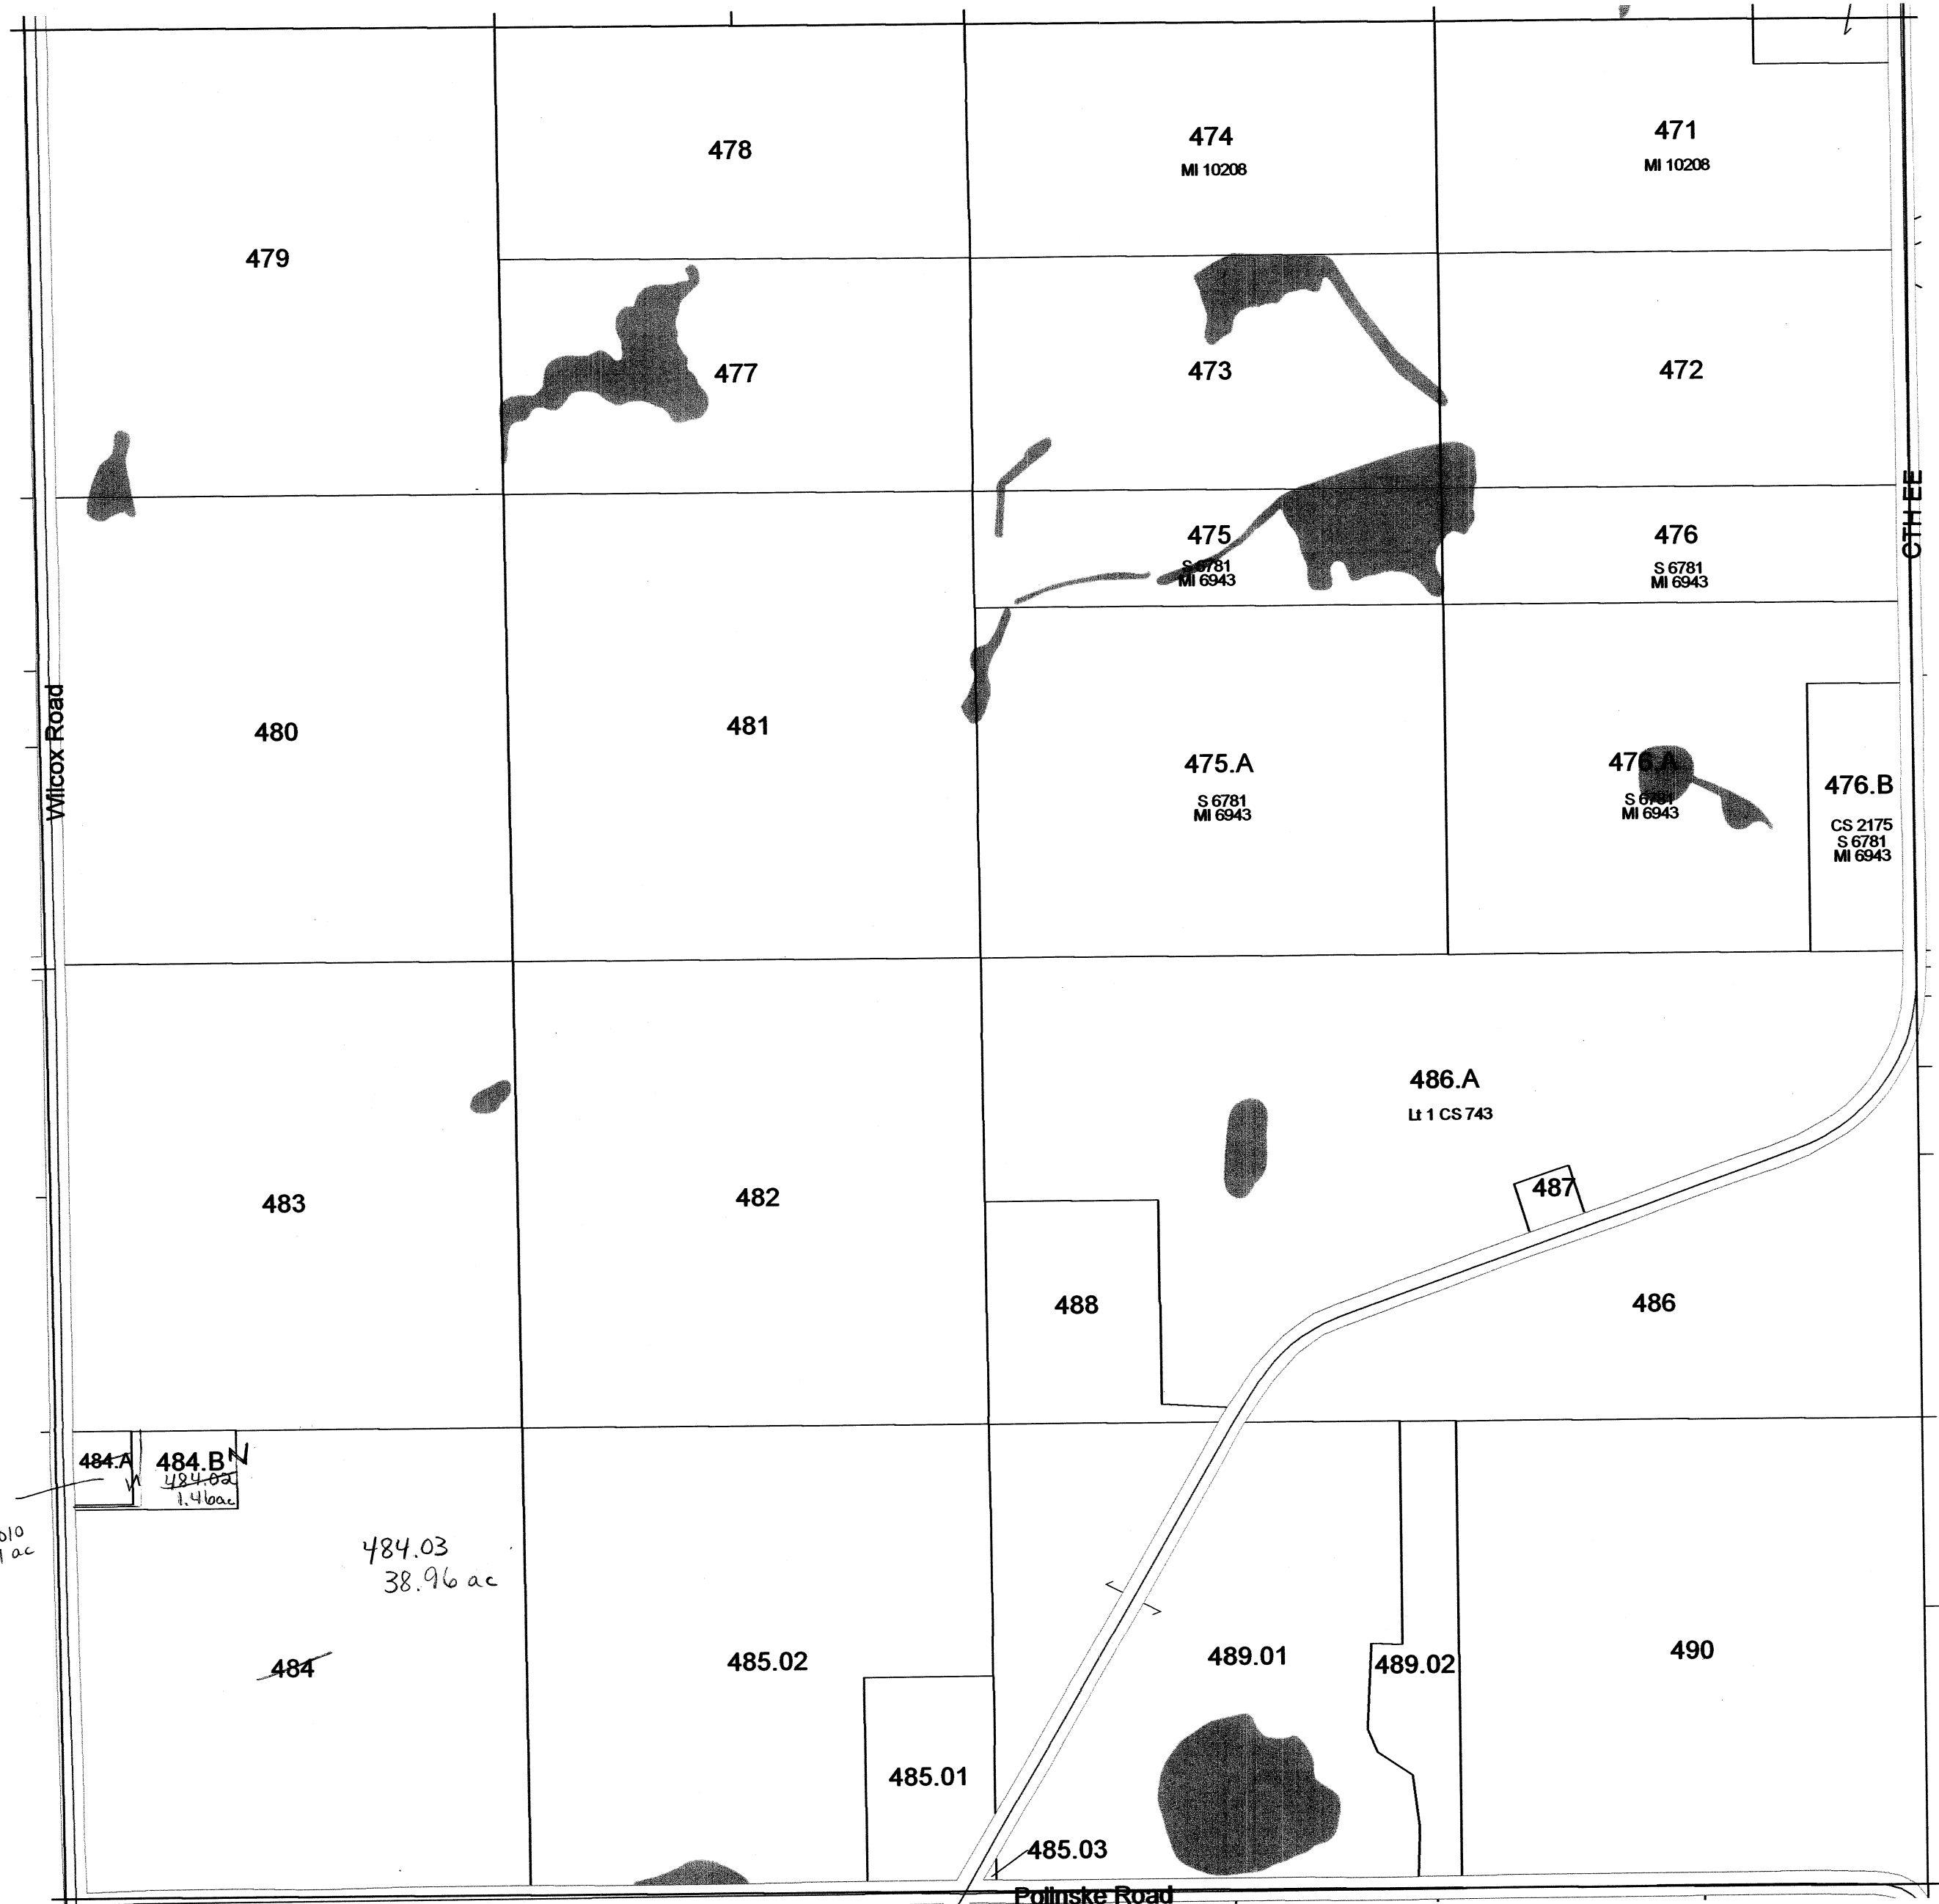 478
474
MI 10208
471
MI 10208
479
477
473
472
CTH EE
475
S 6781
MI 6943
476
S 6781
MI 6943
Wilcox Road
480
481
475.A
S 6781
MI 6943
476.A
S 6781
MI 6943
476.B
CS 2175
S 6781
MI 6943
486.A
Lt 1 CS 743
487
483
482
488
486
484.A
484.B
484.02
1.46ac
484.03
38.96 ac
484
485.02
489.01
489.02
490
485.01
485.03
Polinske Road